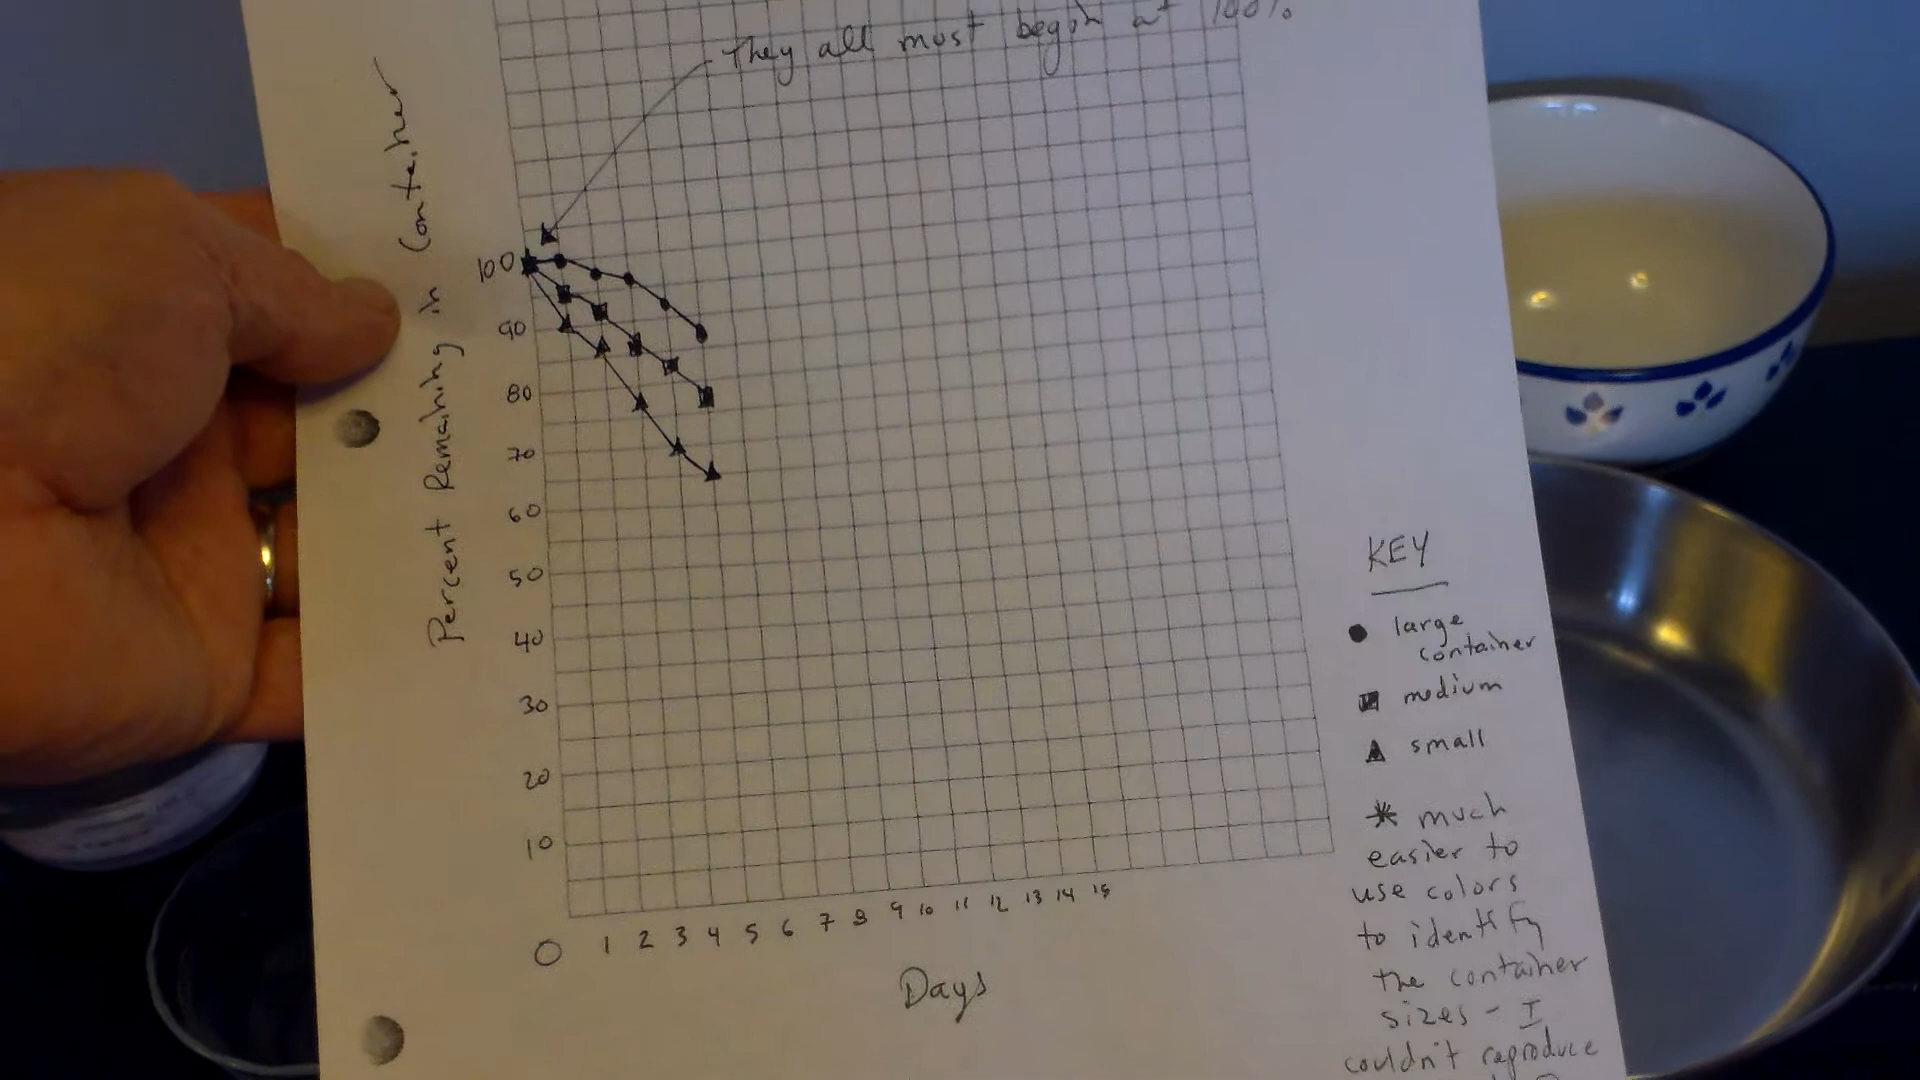 They all must begin at 100%
Percent Remaining in Container
100
90
80
70
60
50
40
30
20
10
0 1 2 3 4 5 6 7 8 9 10 11 12 13 14 15
Days
KEY
large
container
medium
small
* much
easier to
use colors
to identify
the container
sizes - I
couldn't reproduce